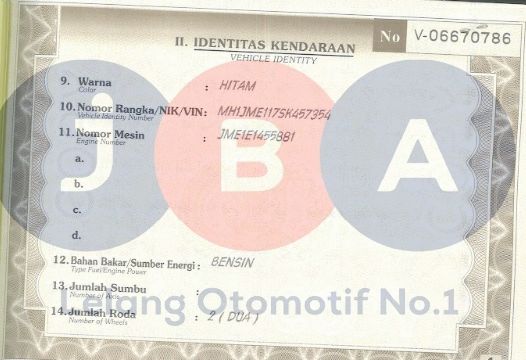 No V-06670786
II. IDENTITAS KENDARAAN
VEHICLE IDENTITY
9. Warna : HITAM
Color
10. Nomor Rangka/NIK/VIN: MH1JME117SK457354
Vehicle Identity Number
11. Nomor Mesin : JME1E1455881
Engine Number
a.
b.
c.
d.
12. Bahan Bakar/Sumber Energi : BENSIN
Type Fuel/Engine Power
13. Jumlah Sumbu :
Number of Axis
14. Jumlah Roda : 2 ( DUA )
Number of Wheels
J B A
Lelang Otomotif No.1